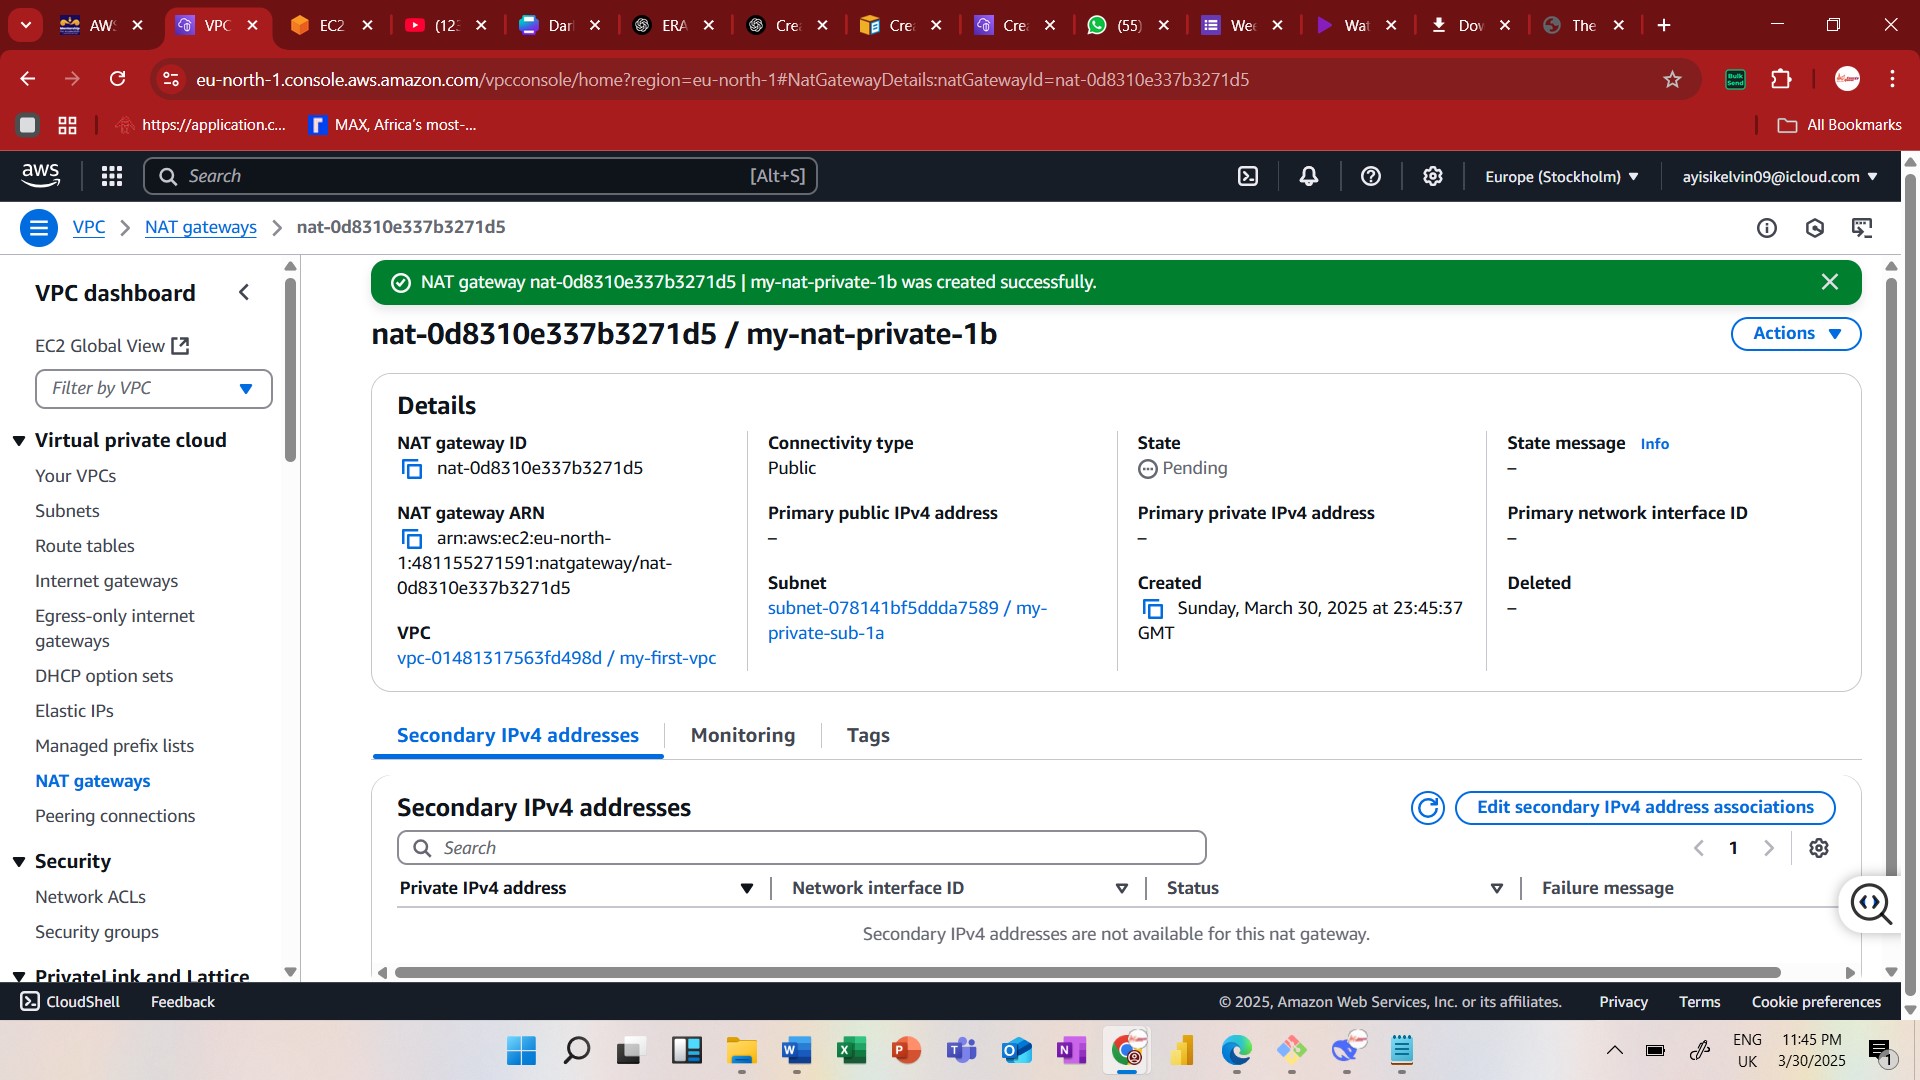 AWS
VPC
EC2
(123
Dar
ERA
Crea
Crea
Crea
(55)
Wee
Wat
Dov
The
eu-north-1.console.aws.amazon.com/vpcconsole/home?region=eu-north-1#NatGatewayDetails:natGatewayId=nat-0d8310e337b3271d5
Bulk Send
https://application.c...
MAX, Africa's most-...
All Bookmarks
aws
Search
[Alt+S]
Europe (Stockholm)
ayisikelvin09@icloud.com
VPC
NAT gateways
nat-0d8310e337b3271d5
VPC dashboard
EC2 Global View
Filter by VPC
Virtual private cloud
Your VPCs
Subnets
Route tables
Internet gateways
Egress-only internet
gateways
DHCP option sets
Elastic IPs
Managed prefix lists
NAT gateways
Peering connections
Security
Network ACLs
Security groups
PrivateLink and Lattice
NAT gateway nat-0d8310e337b3271d5 | my-nat-private-1b was created successfully.
nat-0d8310e337b3271d5 / my-nat-private-1b
Actions
Details
NAT gateway ID
nat-0d8310e337b3271d5
NAT gateway ARN
arn:aws:ec2:eu-north-
1:481155271591:natgateway/nat-
0d8310e337b3271d5
VPC
vpc-01481317563fd498d / my-first-vpc
Connectivity type
Public
Primary public IPv4 address
–
Subnet
subnet-078141bf5ddda7589 / my-
private-sub-1a
State
Pending
Primary private IPv4 address
–
Created
Sunday, March 30, 2025 at 23:45:37
GMT
State message Info
–
Primary network interface ID
–
Deleted
–
Secondary IPv4 addresses
Monitoring
Tags
Secondary IPv4 addresses
Edit secondary IPv4 address associations
Search
1
Private IPv4 address
Network interface ID
Status
Failure message
Secondary IPv4 addresses are not available for this nat gateway.
CloudShell
Feedback
© 2025, Amazon Web Services, Inc. or its affiliates.
Privacy
Terms
Cookie preferences
ENG
UK
11:45 PM
3/30/2025
1